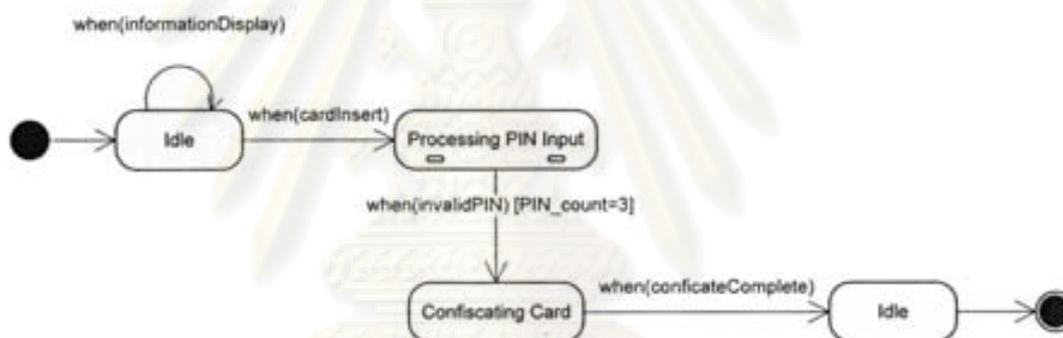 when(informationDisplay)
Idle
when(cardInsert)
Processing PIN Input
when(invalidPIN) [PIN_count=3]
Confiscating Card
when(conficateComplete)
Idle